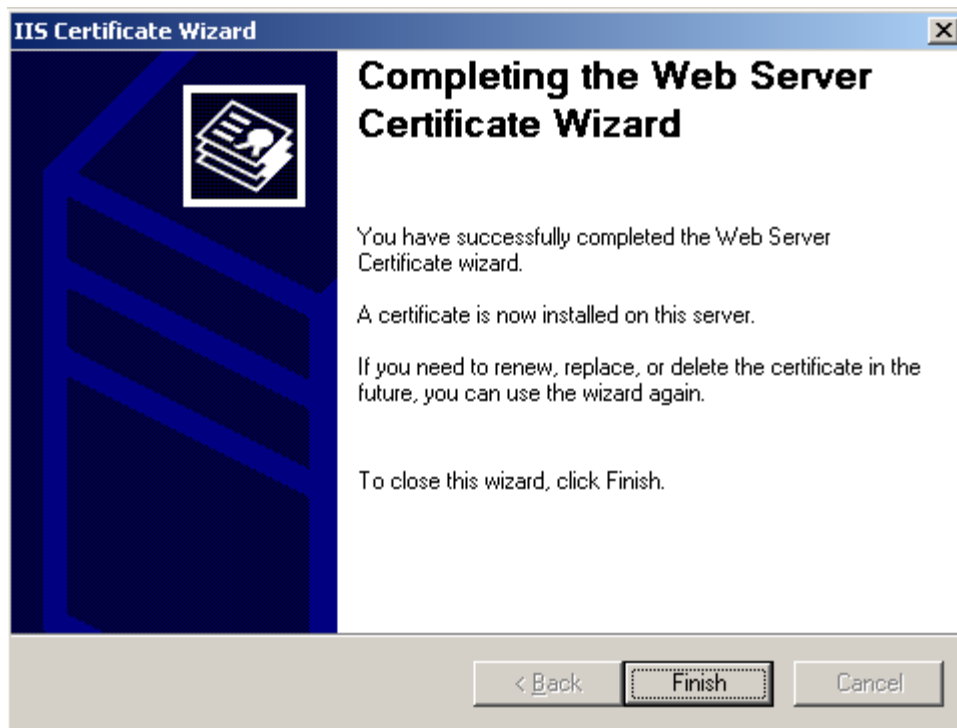 IIS Certificate Wizard
Completing the Web Server
Certificate Wizard
You have successfully completed the Web Server
Certificate wizard.
A certificate is now installed on this server.
If you need to renew, replace, or delete the certificate in the
future, you can use the wizard again.
To close this wizard, click Finish.
< Back Finish Cancel